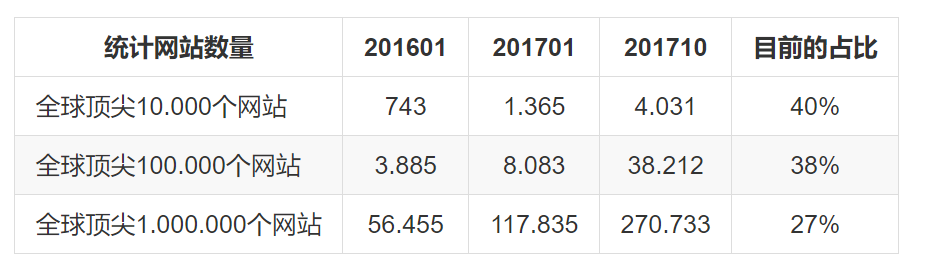 统计网站数量 201601 201701 201710 目前的占比
全球顶尖10.000个网站 743 1.365 4.031 40%
全球顶尖100.000个网站 3.885 8.083 38.212 38%
全球顶尖1.000.000个网站 56.455 117.835 270.733 27%